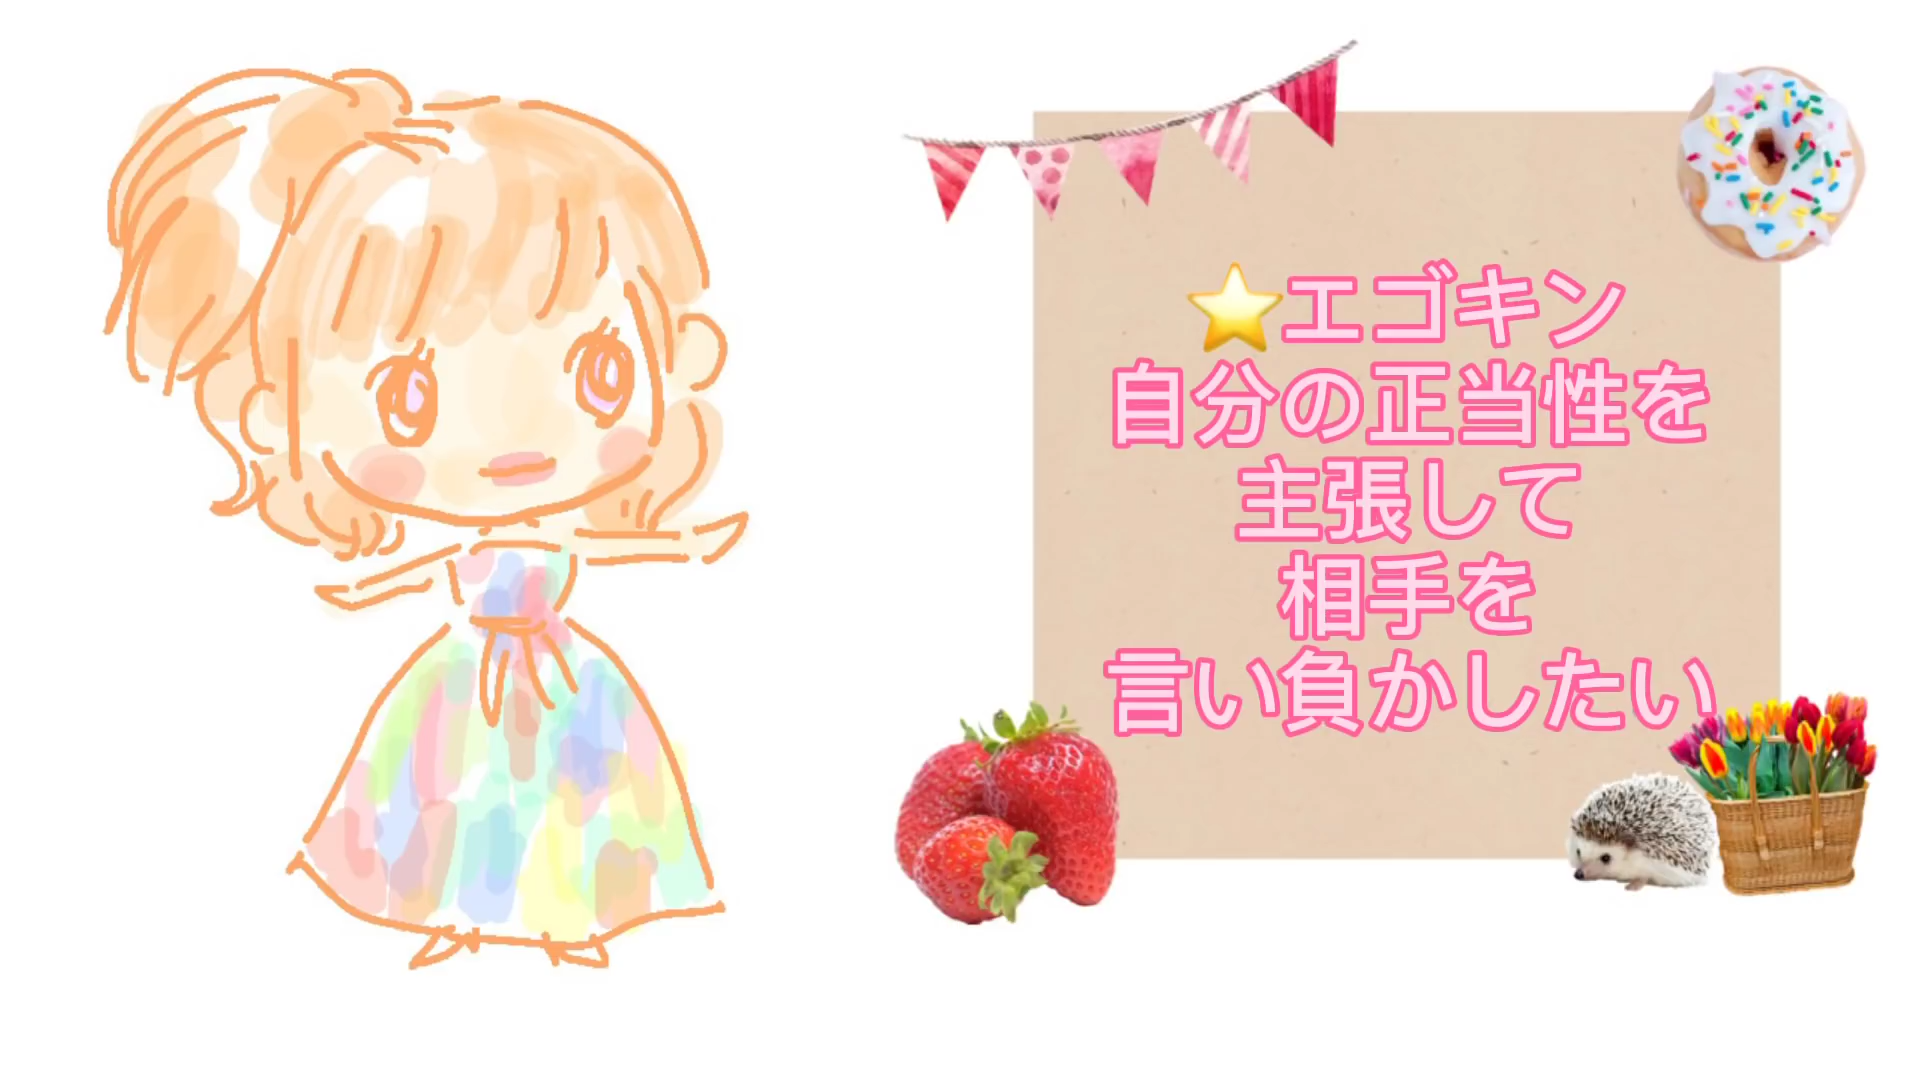 ⭐エゴキン
自分の正当性を
主張して
相手を
言い負かしたい